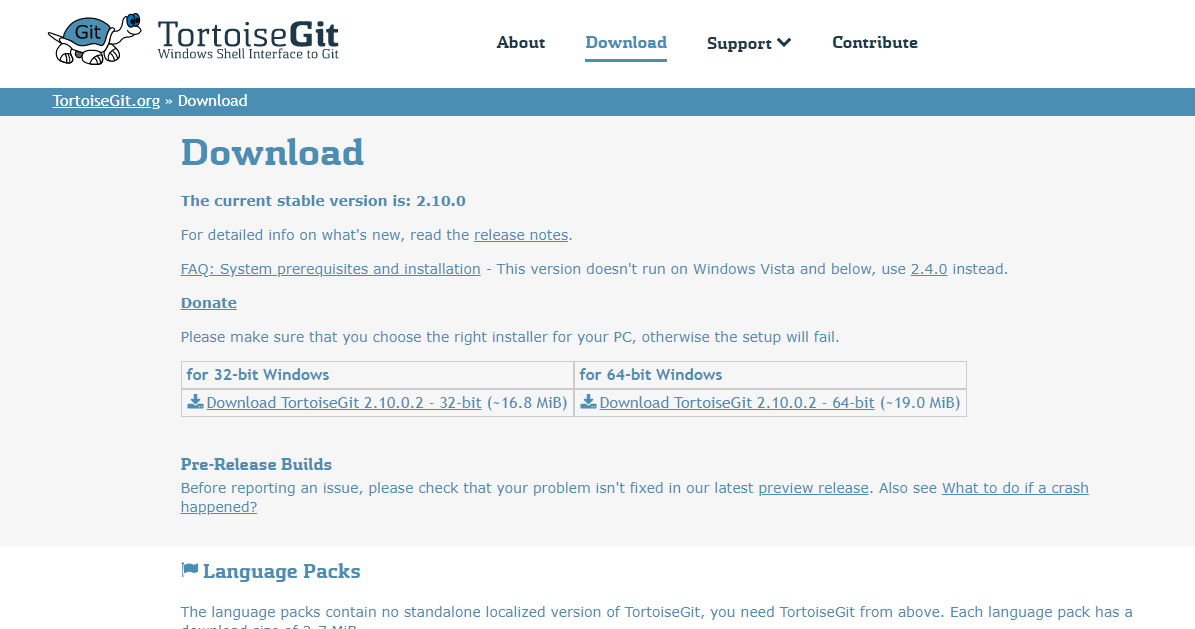 Git
TortoiseGit
Windows Shell Interface to Git
About Download Support Contribute
TortoiseGit.org » Download
Download
The current stable version is: 2.10.0
For detailed info on what's new, read the release notes.
FAQ: System prerequisites and installation - This version doesn't run on Windows Vista and below, use 2.4.0 instead.
Donate
Please make sure that you choose the right installer for your PC, otherwise the setup will fail.
for 32-bit Windows for 64-bit Windows
Download TortoiseGit 2.10.0.2 - 32-bit (~16.8 MiB) Download TortoiseGit 2.10.0.2 - 64-bit (~19.0 MiB)
Pre-Release Builds
Before reporting an issue, please check that your problem isn't fixed in our latest preview release. Also see What to do if a crash
happened?
Language Packs
The language packs contain no standalone localized version of TortoiseGit, you need TortoiseGit from above. Each language pack has a
download size of 2-7 MiB.